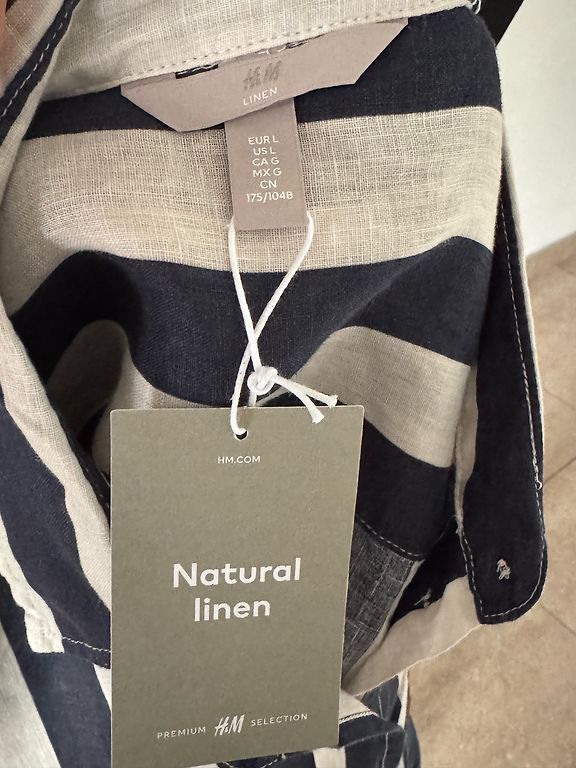 H&M
LINEN
EUR L
US L
CA G
MX G
CN
175/104B
HM.COM
Natural
linen
PREMIUM H&M SELECTION